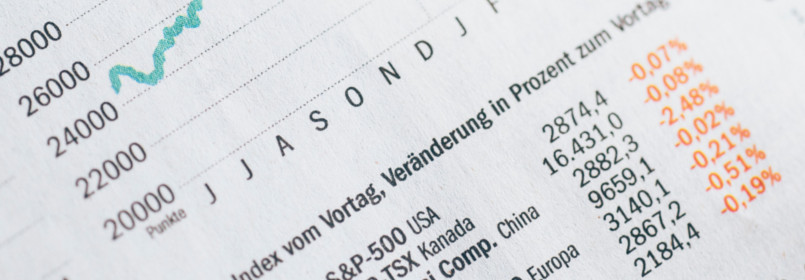 28000
26000
24000
22000
20000
Punkte
J J A S O N D J F
Index vom Vortag, Veränderung in Prozent zum Vortag
S&P-500 USA 2874,4 -0,07%
TSX Kanada 16.431,0 -0,08%
Comp. China 2882,3 -2,48%
Europa 9659,1 -0,02%
3140,1 -0,21%
2867,2 -0,51%
2184,4 -0,19%